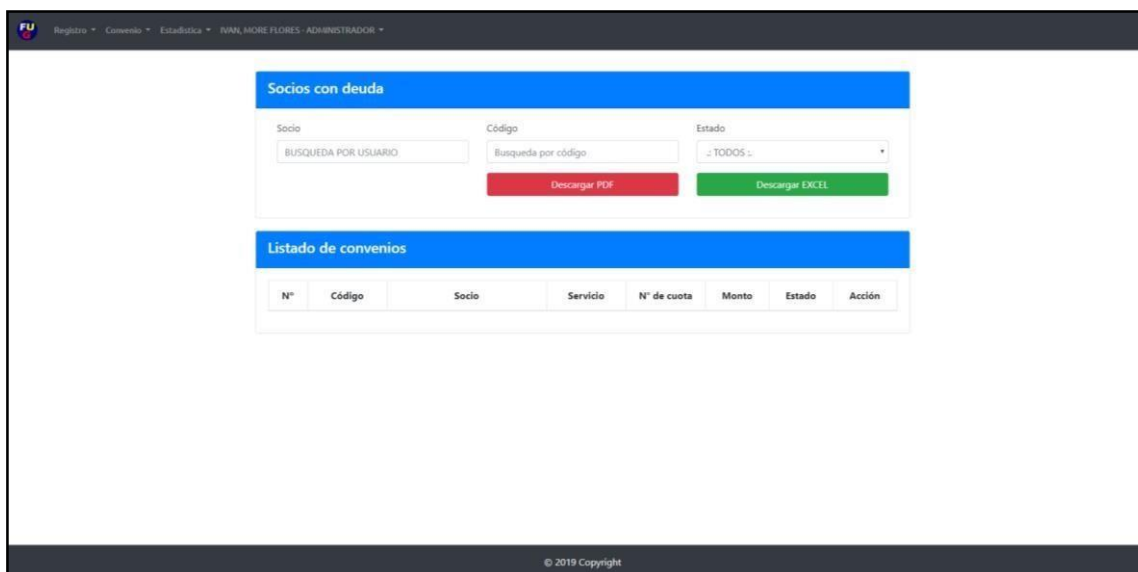 FU
G
Registro Convenio Estadística IVAN, MORE FLORES - ADMINISTRADOR
Socios con deuda
Socio Código Estado
BUSQUEDA POR USUARIO Busqueda por código .: TODOS :.
Descargar PDF Descargar EXCEL
Listado de convenios
N° Código Socio Servicio N° de cuota Monto Estado Acción
© 2019 Copyright